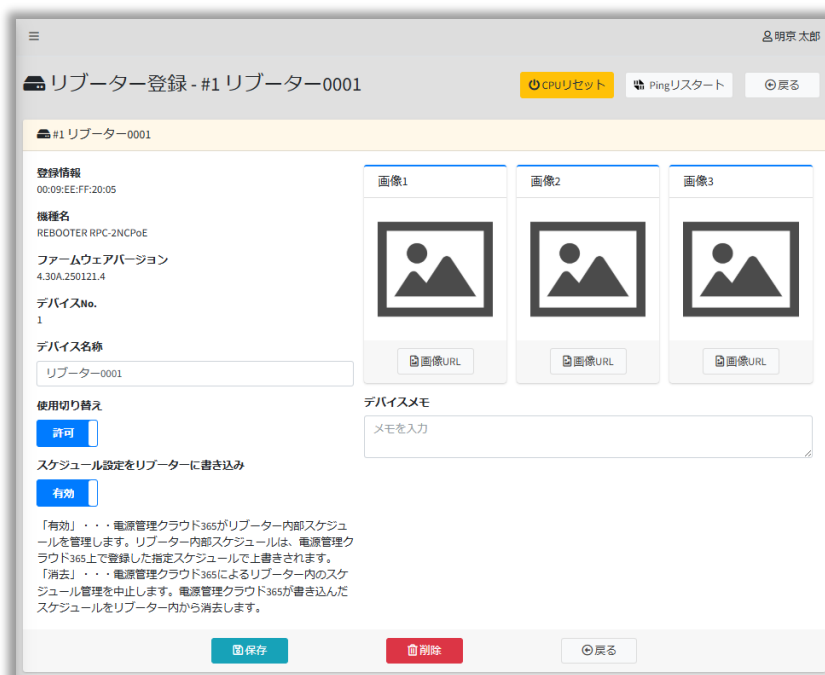 明京 太郎
リブーター登録 - #1 リブーター0001
CPUリセット
Pingリスタート
戻る
#1 リブーター0001
登録情報
00:09:EE:FF:20:05
機種名
REBOOTER RPC-2NCPoE
ファームウェアバージョン
4.30A.250121.4
デバイスNo.
1
デバイス名称
リブーター0001
使用切り替え
許可
スケジュール設定をリブーターに書き込み
有効
「有効」・・・電源管理クラウド365がリブーター内部スケジュ
ールを管理します。リブーター内部スケジュールは、電源管理ク
ラウド365上で登録した指定スケジュールで上書きされます。
「消去」・・・電源管理クラウド365によるリブーター内のスケ
ジュール管理を中止します。電源管理クラウド365が書き込んだ
スケジュールをリブーター内から消去します。
画像1
画像2
画像3
画像URL
画像URL
画像URL
デバイスメモ
メモを入力
保存
削除
戻る